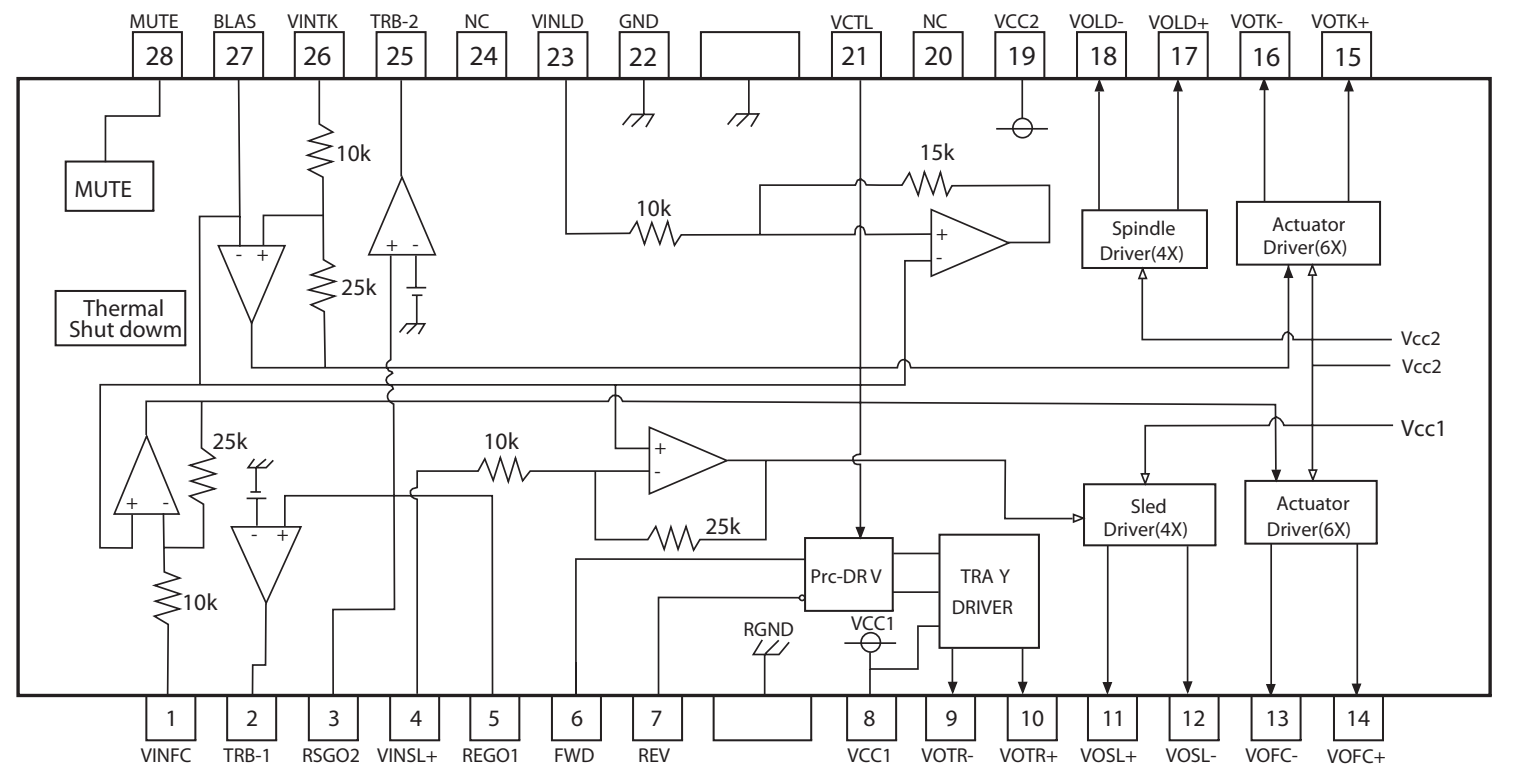 MUTE BLAS VINTK TRB-2 NC VINLD GND VCTL NC VCC2 VOLD- VOLD+ VOTK- VOTK+
28 27 26 25 24 23 22 21 20 19 18 17 16 15
10k
15k
MUTE
10k
+ -
- +
+
-
Spindle
Driver(4X)
Actuator
Driver(6X)
25k
Thermal
Shut dowm
Vcc2
Vcc2
Vcc1
25k
10k
+
-
+ -
- +
25k
10k
Sled
Driver(4X)
Actuator
Driver(6X)
Prc-DR V
TRA Y
DRIVER
RGND
VCC1
1 2 3 4 5 6 7 8 9 10 11 12 13 14
VINFC TRB-1 RSGO2 VINSL+ REGO1 FWD REV VCC1 VOTR- VOTR+ VOSL+ VOSL- VOFC- VOFC+